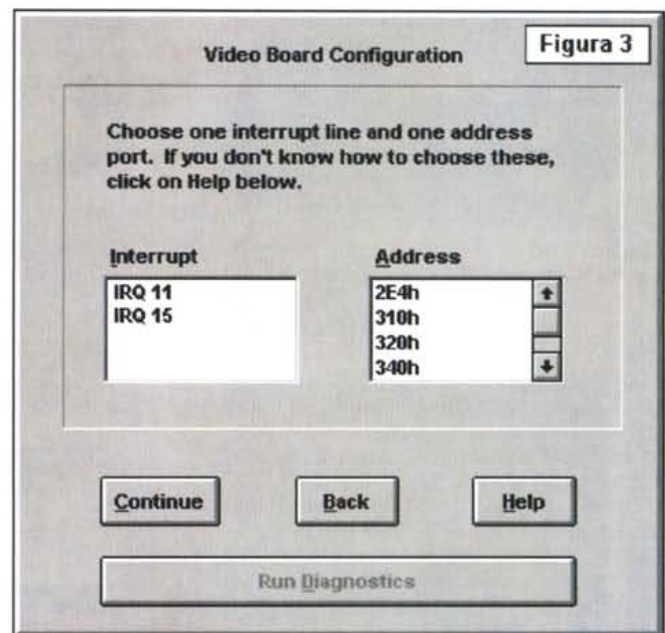 Figura 3
Video Board Configuration
Choose one interrupt line and one address
port. If you don't know how to choose these,
click on Help below.
Interrupt
IRQ 11
IRQ 15
Address
2E4h
310h
320h
340h
Continue
Back
Help
Run Diagnostics